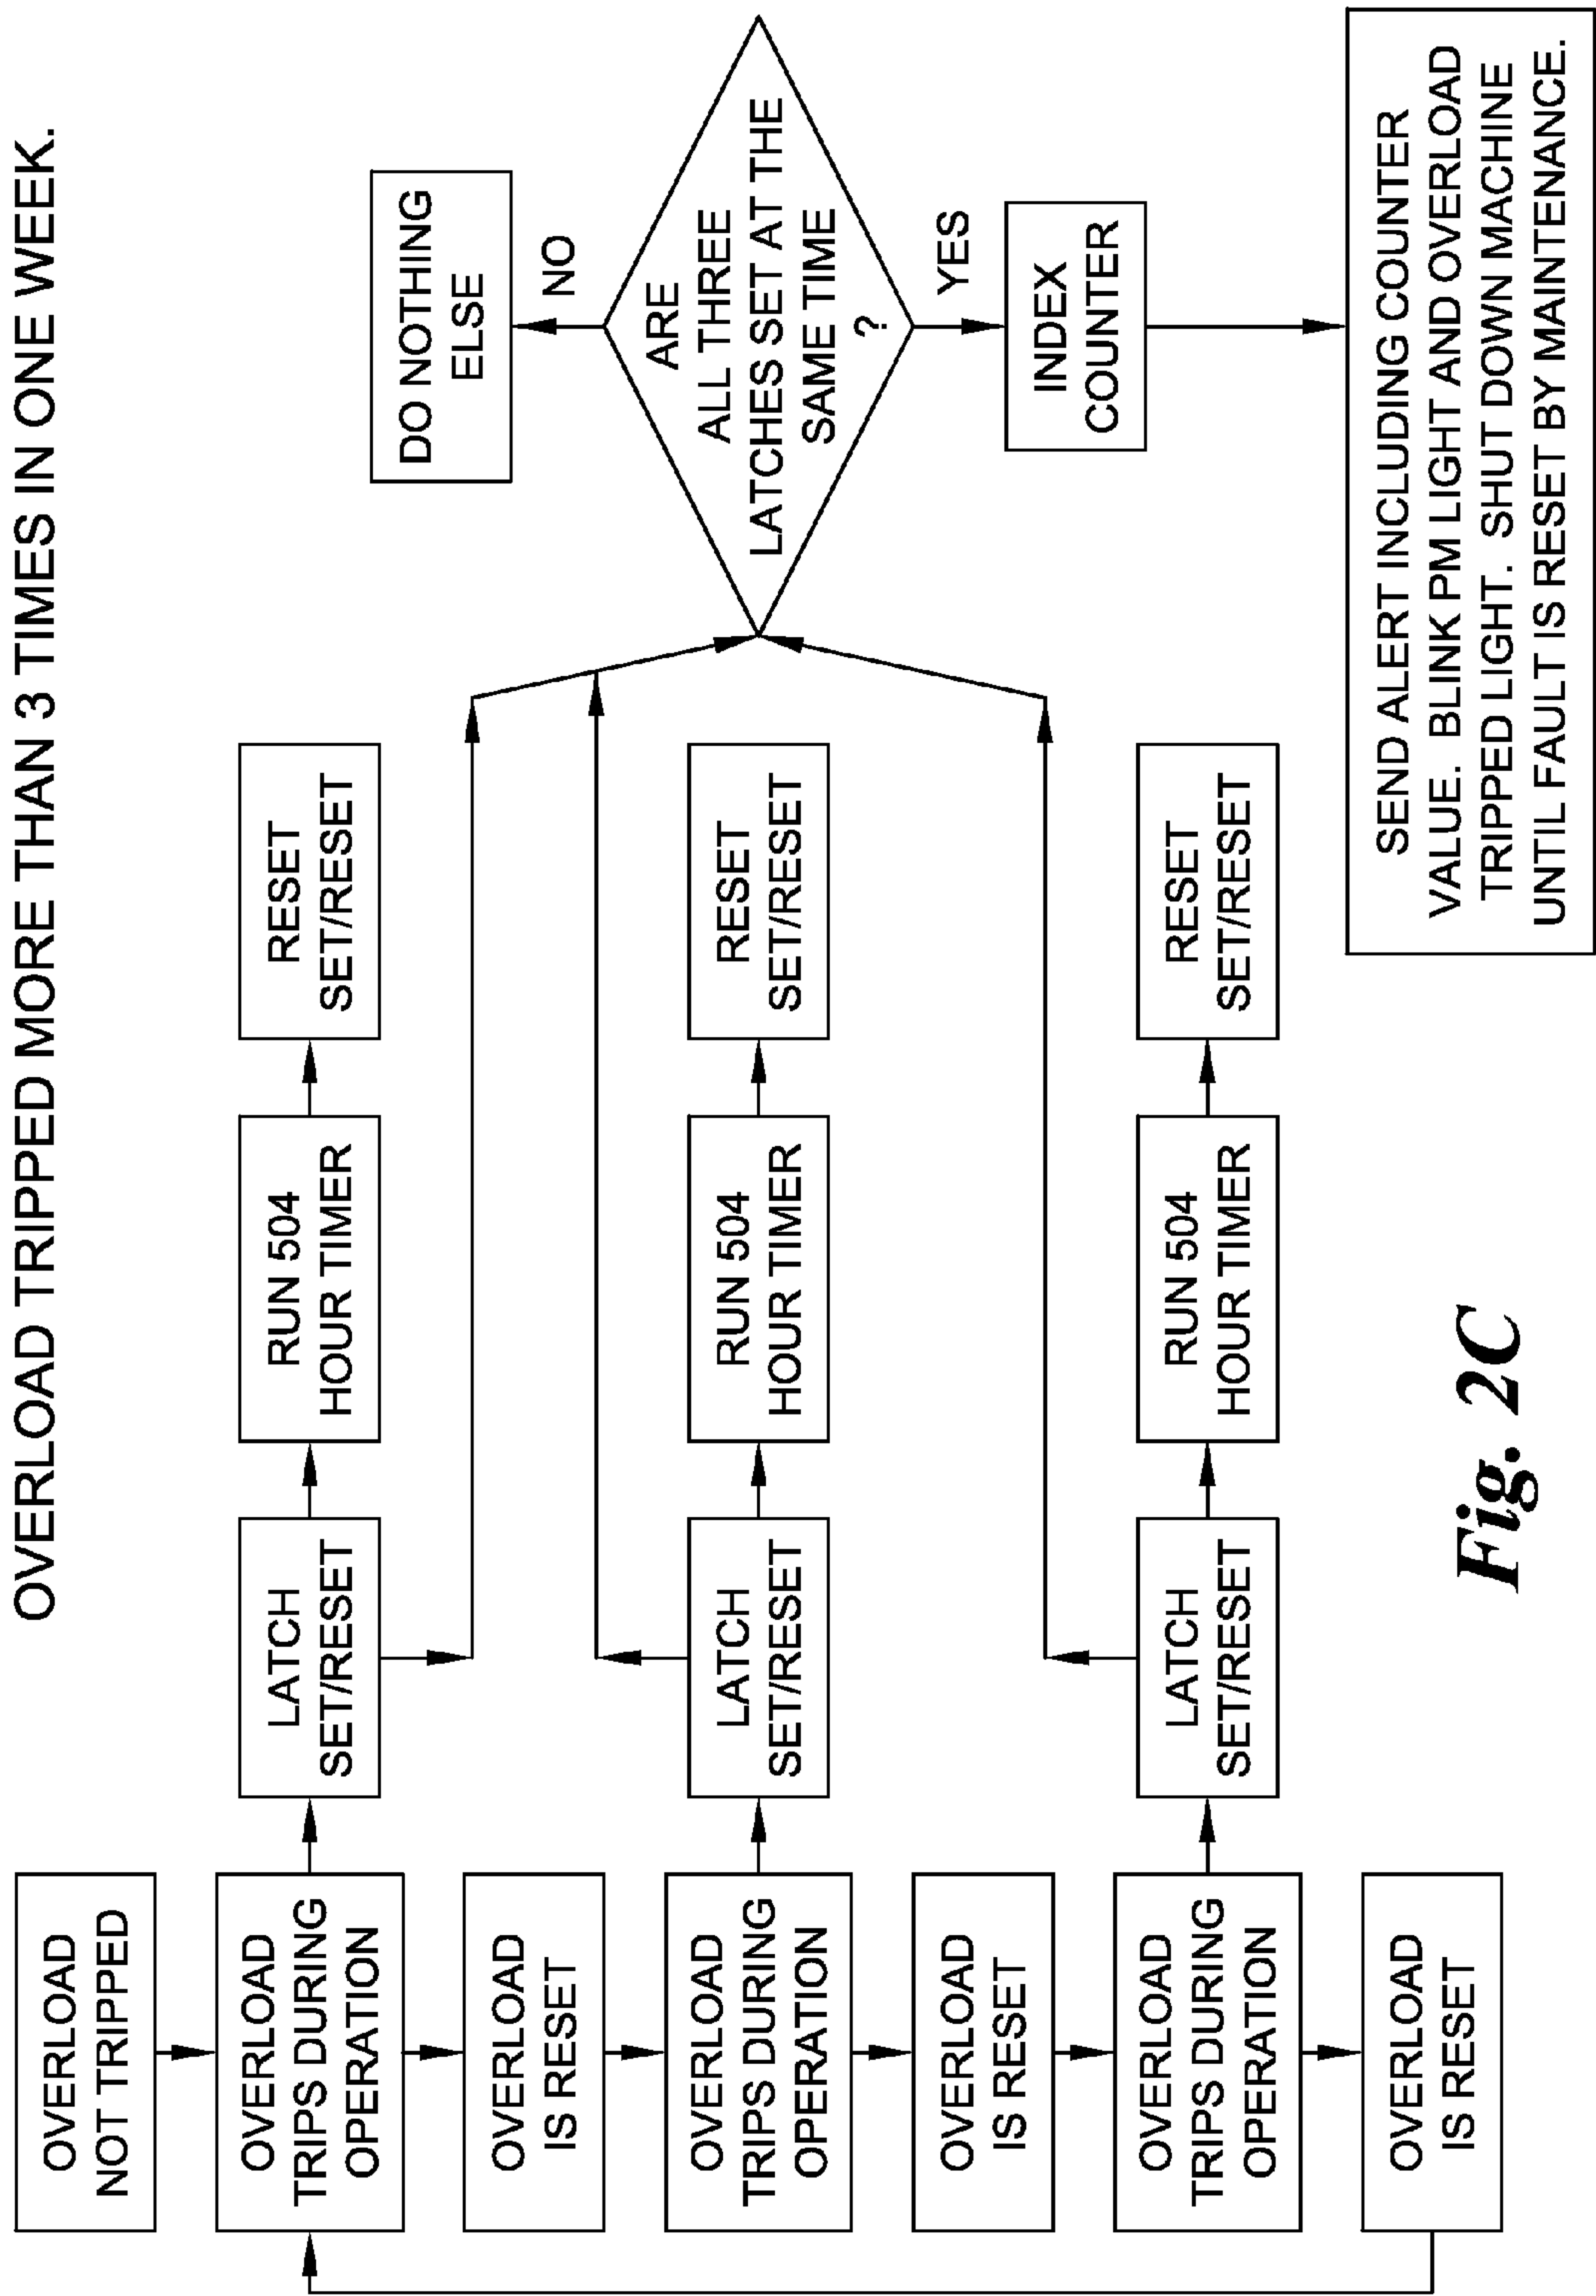 OVERLOAD TRIPPED MORE THAN 3 TIMES IN ONE WEEK.
OVERLOAD
NOT TRIPPED
OVERLOAD
TRIPS DURING
OPERATION
LATCH
SET/RESET
RUN 504
HOUR TIMER
RESET
SET/RESET
OVERLOAD
IS RESET
OVERLOAD
TRIPS DURING
OPERATION
LATCH
SET/RESET
RUN 504
HOUR TIMER
RESET
SET/RESET
OVERLOAD
IS RESET
OVERLOAD
TRIPS DURING
OPERATION
LATCH
SET/RESET
RUN 504
HOUR TIMER
RESET
SET/RESET
OVERLOAD
IS RESET
DO NOTHING
ELSE
NO
ARE
ALL THREE
LATCHES SET AT THE
SAME TIME
?
YES
INDEX
COUNTER
SEND ALERT INCLUDING COUNTER
VALUE. BLINK PM LIGHT AND OVERLOAD
TRIPPED LIGHT. SHUT DOWN MACHINE
UNTIL FAULT IS RESET BY MAINTENANCE.
Fig. 2C